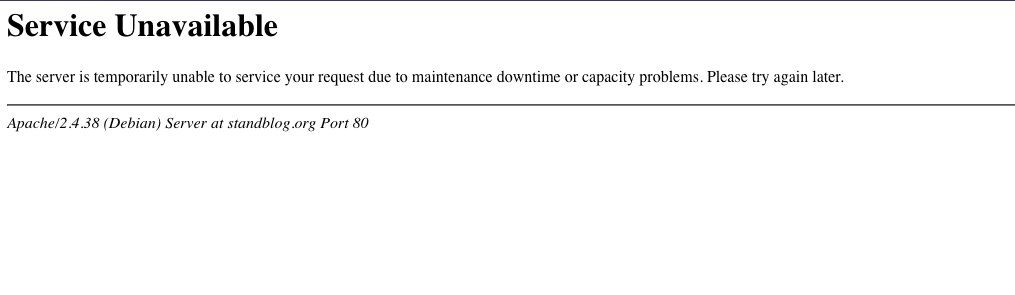 Service Unavailable
The server is temporarily unable to service your request due to maintenance downtime or capacity problems. Please try again later.
Apache/2.4.38 (Debian) Server at standblog.org Port 80